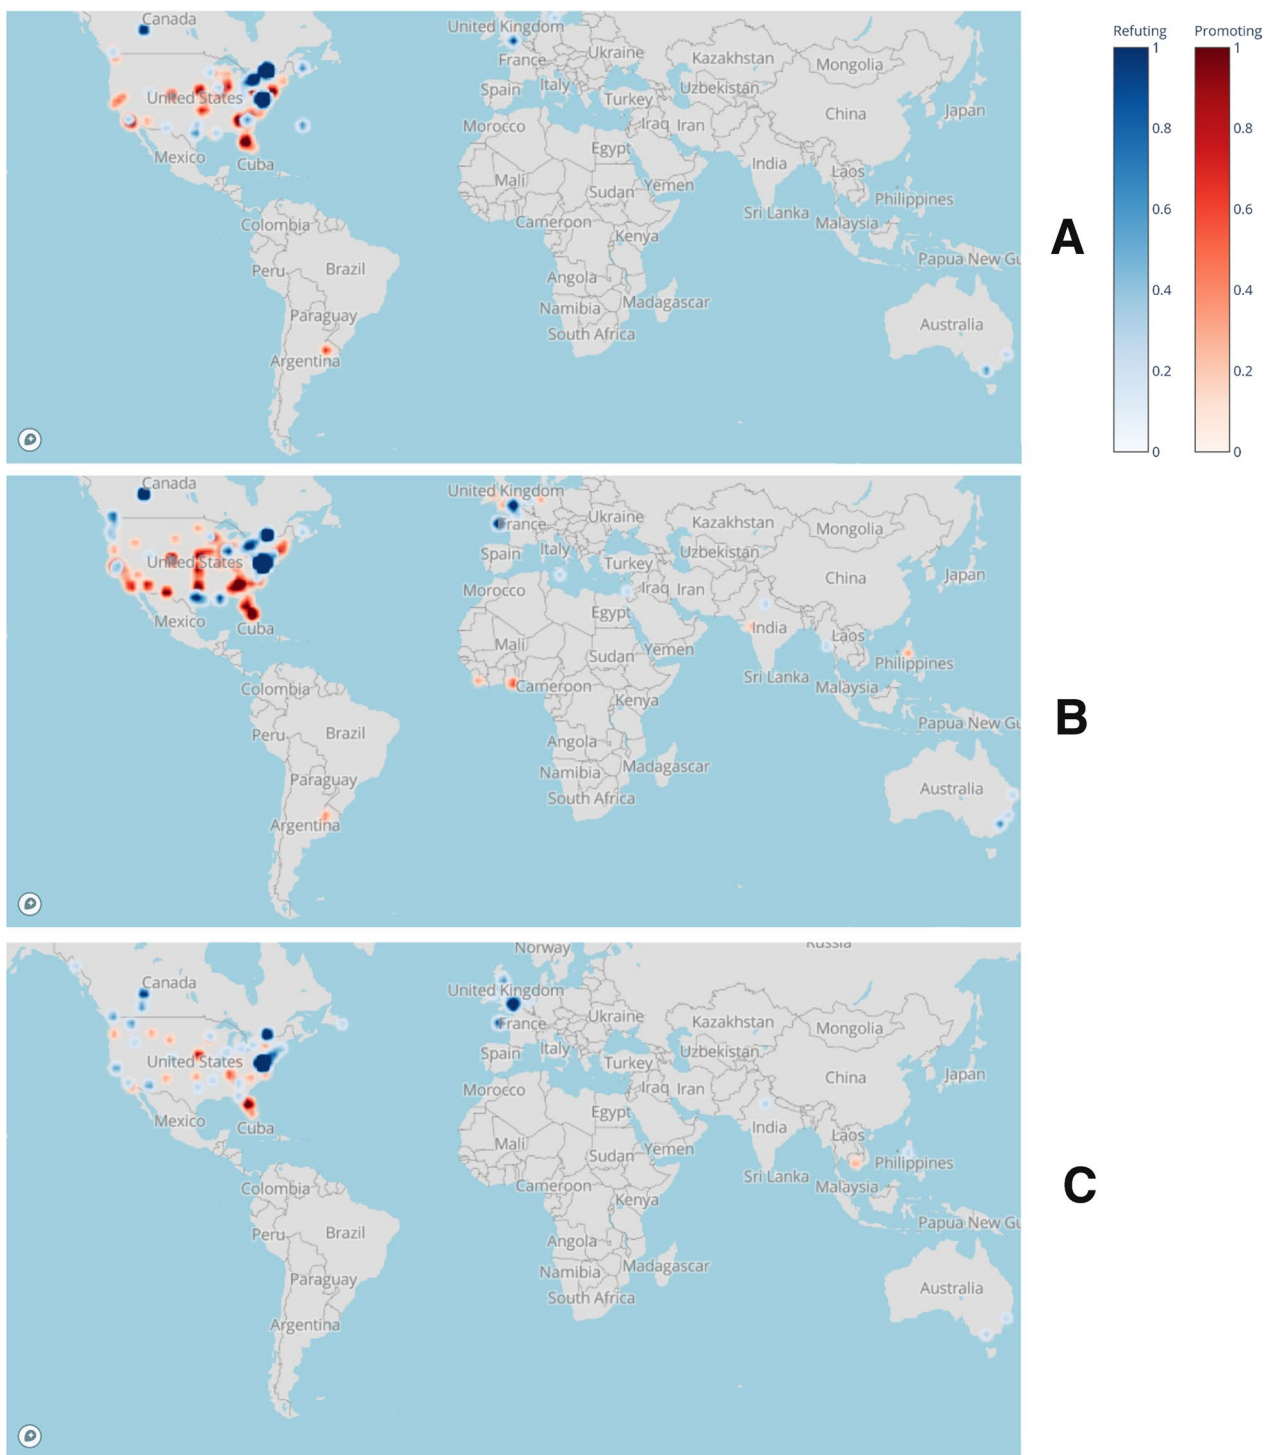 Refuting Promoting
Canada
United Kingdom
Ukraine
Kazakhstan
Mongolia
France
Spain
Italy
Turkey
Uzbekistan
United States
China
Japan
Morocco
Iraq
Iran
Mexico
Cuba
Egypt
India
Laos
Mali
Sudan
Yemen
Philippines
Sri Lanka
Malaysia
Colombia
Cameroon
Kenya
Papua New Gu
Peru
Brazil
Angola
Namibia
Madagascar
Paraguay
South Africa
Australia
Argentina
A
1 1
0.8 0.8
0.6 0.6
0.4 0.4
0.2 0.2
0 0
Canada
United Kingdom
Ukraine
Kazakhstan
Mongolia
France
Spain
Italy
Turkey
Uzbekistan
United States
China
Japan
Morocco
Iraq
Iran
Mexico
Cuba
Egypt
India
Laos
Mali
Sudan
Yemen
Philippines
Sri Lanka
Malaysia
Colombia
Cameroon
Kenya
Papua New Gu
Peru
Brazil
Angola
Namibia
Madagascar
Paraguay
South Africa
Australia
Argentina
B
Norway
Russia
Canada
United Kingdom
Ukraine
Kazakhstan
Mongolia
France
Spain
Italy
Turkey
Uzbekistan
United States
China
Japan
Morocco
Iraq
Iran
Mexico
Cuba
Egypt
India
Laos
Mali
Sudan
Yemen
Philippines
Sri Lanka
Malaysia
Colombia
Cameroon
Kenya
Papua New Gu
Peru
Brazil
Angola
Namibia
Madagascar
Paraguay
South Africa
Australia
Argentina
C